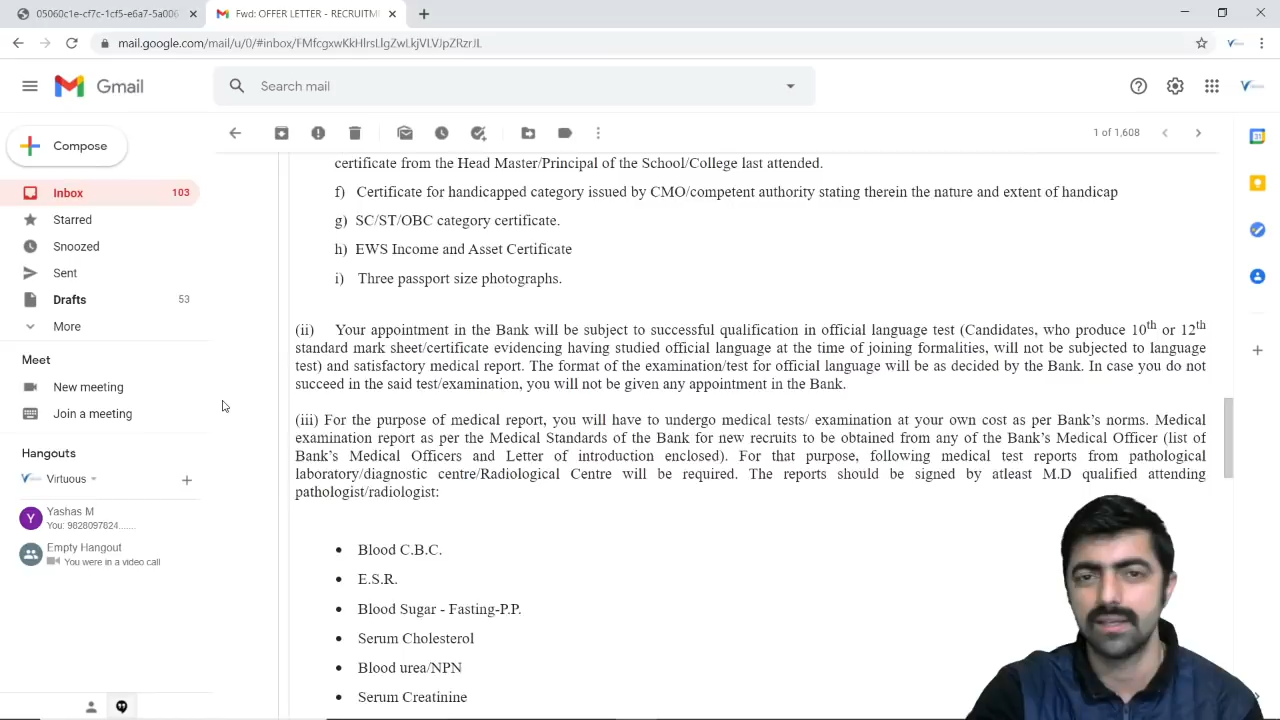 05060c1e-cf7c-1cf5-e6a7-5a006
Fwd: OFFER LETTER - RECRUITM
mail.google.com/mail/u/0/#inbox/FMfcgxwKkHlrsLlgZwLkjVLVJpZRzrJL
Gmail
Search mail
Compose
1 of 1,608
31
Inbox 103
Starred
Snoozed
Sent
Drafts 53
More
Meet
New meeting
Join a meeting
Hangouts
Virtuous
Y
Yashas M
You: 9828097824.......
Empty Hangout
You were in a video call
certificate from the Head Master/Principal of the School/College last attended.
f) Certificate for handicapped category issued by CMO/competent authority stating therein the nature and extent of handicap
g) SC/ST/OBC category certificate.
h) EWS Income and Asset Certificate
i) Three passport size photographs.
(ii) Your appointment in the Bank will be subject to successful qualification in official language test (Candidates, who produce 10th or 12th
standard mark sheet/certificate evidencing having studied official language at the time of joining formalities, will not be subjected to language
test) and satisfactory medical report. The format of the examination/test for official language will be as decided by the Bank. In case you do not
succeed in the said test/examination, you will not be given any appointment in the Bank.
(iii) For the purpose of medical report, you will have to undergo medical tests/ examination at your own cost as per Bank's norms. Medical
examination report as per the Medical Standards of the Bank for new recruits to be obtained from any of the Bank's Medical Officer (list of
Bank's Medical Officers and Letter of introduction enclosed). For that purpose, following medical test reports from pathological
laboratory/diagnostic centre/Radiological Centre will be required. The reports should be signed by atleast M.D qualified attending
pathologist/radiologist:
• Blood C.B.C.
• E.S.R.
• Blood Sugar - Fasting-P.P.
• Serum Cholesterol
• Blood urea/NPN
• Serum Creatinine